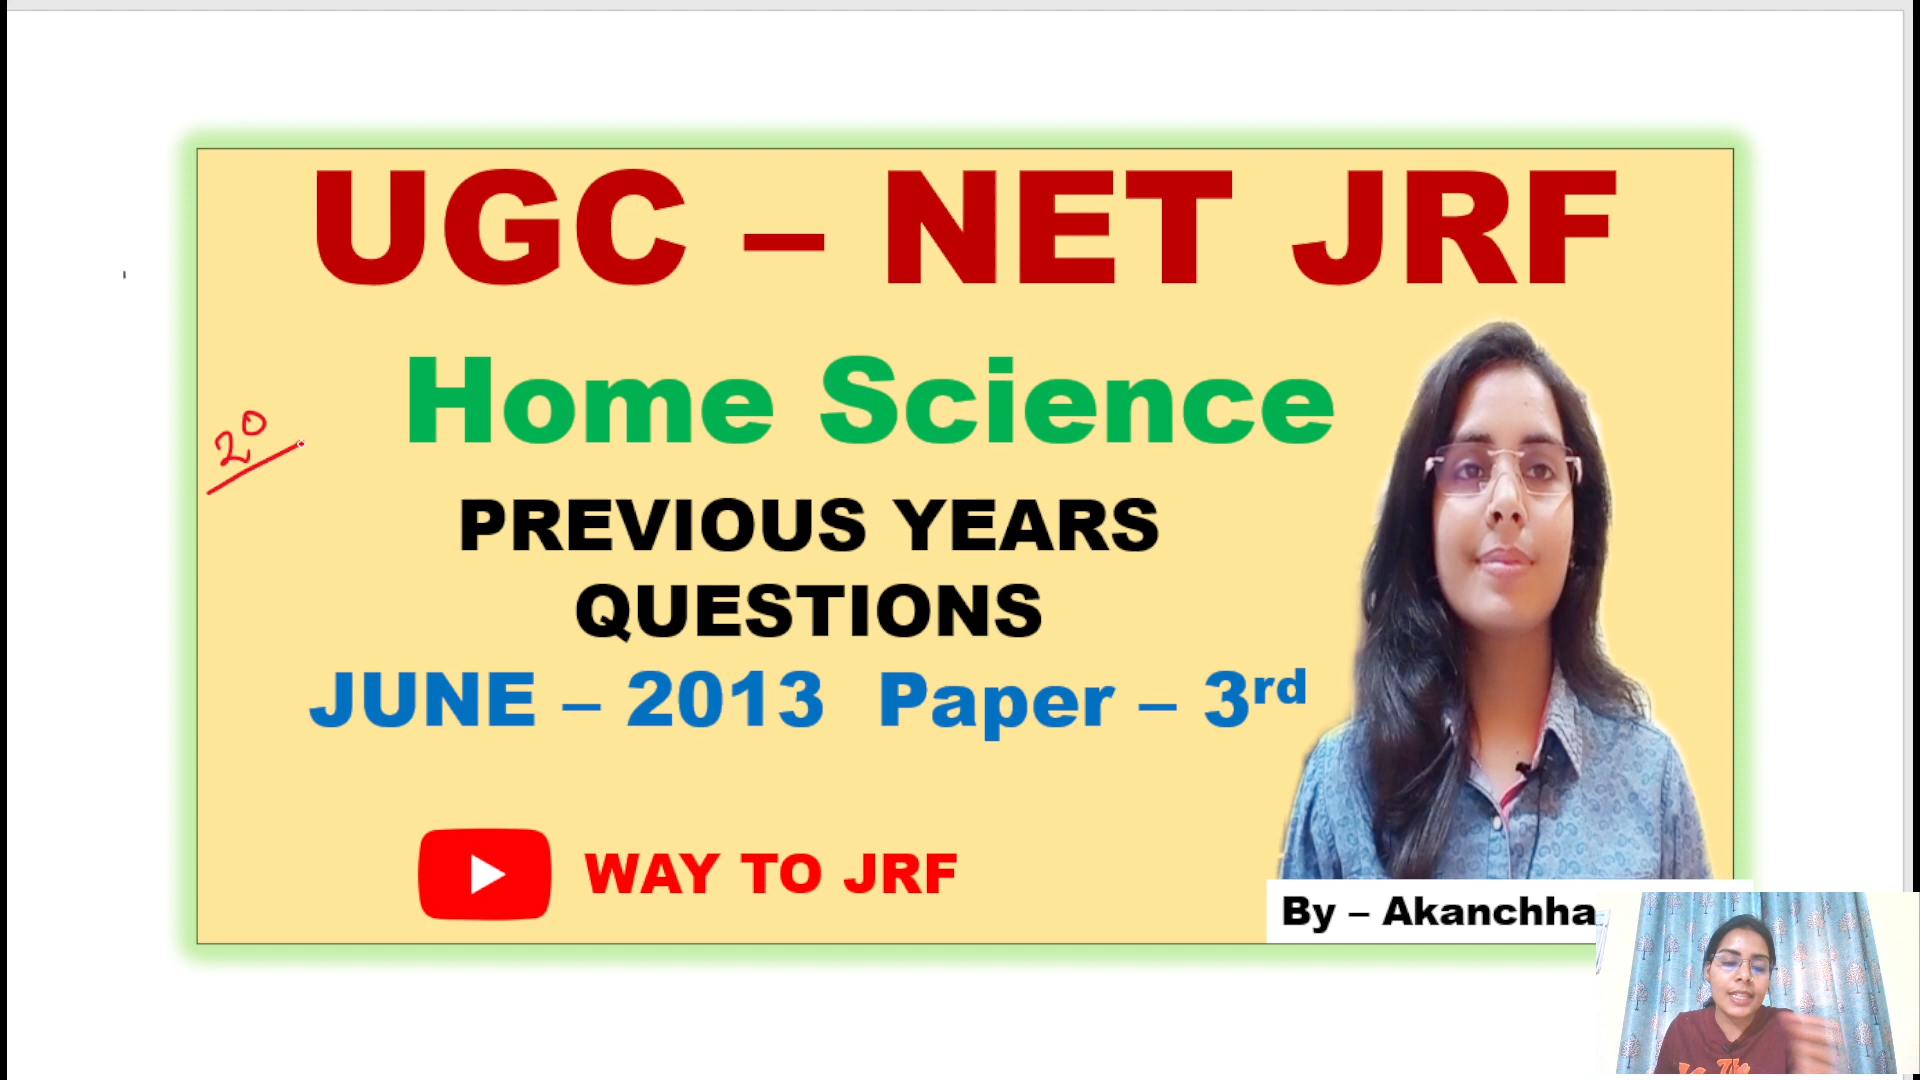 UGC – NET JRF
Home Science
20
PREVIOUS YEARS
QUESTIONS
JUNE – 2013 Paper – 3rd
WAY TO JRF
By – Akanchha